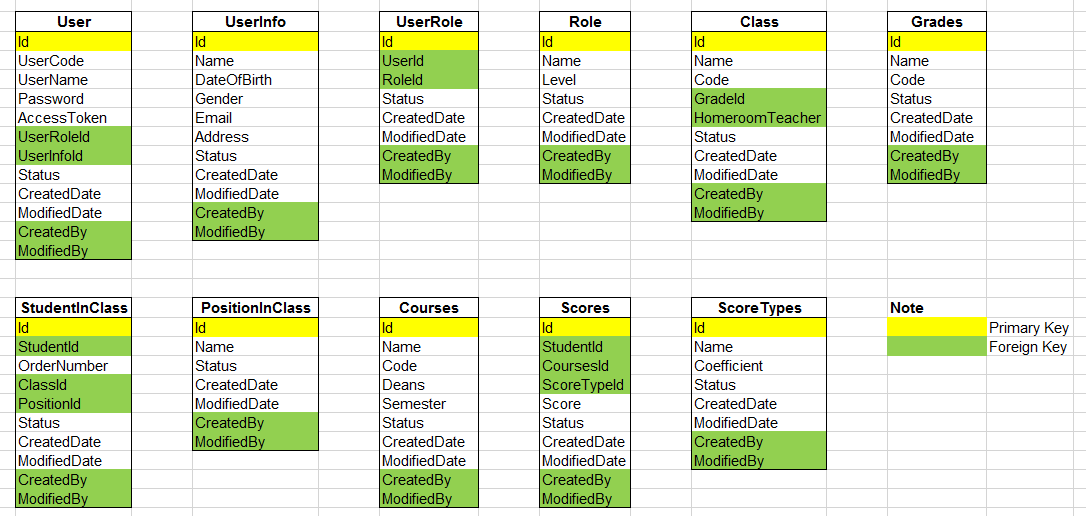 User
Id
UserCode
UserName
Password
AccessToken
UserRoleId
UserInfoId
Status
CreatedDate
ModifiedDate
CreatedBy
ModifiedBy
UserInfo
Id
Name
DateOfBirth
Gender
Email
Address
Status
CreatedDate
ModifiedDate
CreatedBy
ModifiedBy
UserRole
Id
UserId
RoleId
Status
CreatedDate
ModifiedDate
CreatedBy
ModifiedBy
Role
Id
Name
Level
Status
CreatedDate
ModifiedDate
CreatedBy
ModifiedBy
Class
Id
Name
Code
GradeId
HomeroomTeacher
Status
CreatedDate
ModifiedDate
CreatedBy
ModifiedBy
Grades
Id
Name
Code
Status
CreatedDate
ModifiedDate
CreatedBy
ModifiedBy
StudentInClass
Id
StudentId
OrderNumber
ClassId
PositionId
Status
CreatedDate
ModifiedDate
CreatedBy
ModifiedBy
PositionInClass
Id
Name
Status
CreatedDate
ModifiedDate
CreatedBy
ModifiedBy
Courses
Id
Name
Code
Deans
Semester
Status
CreatedDate
ModifiedDate
CreatedBy
ModifiedBy
Scores
Id
StudentId
CoursesId
ScoreTypeId
Score
Status
CreatedDate
ModifiedDate
CreatedBy
ModifiedBy
ScoreTypes
Id
Name
Coefficient
Status
CreatedDate
ModifiedDate
CreatedBy
ModifiedBy
Note
Primary Key
Foreign Key